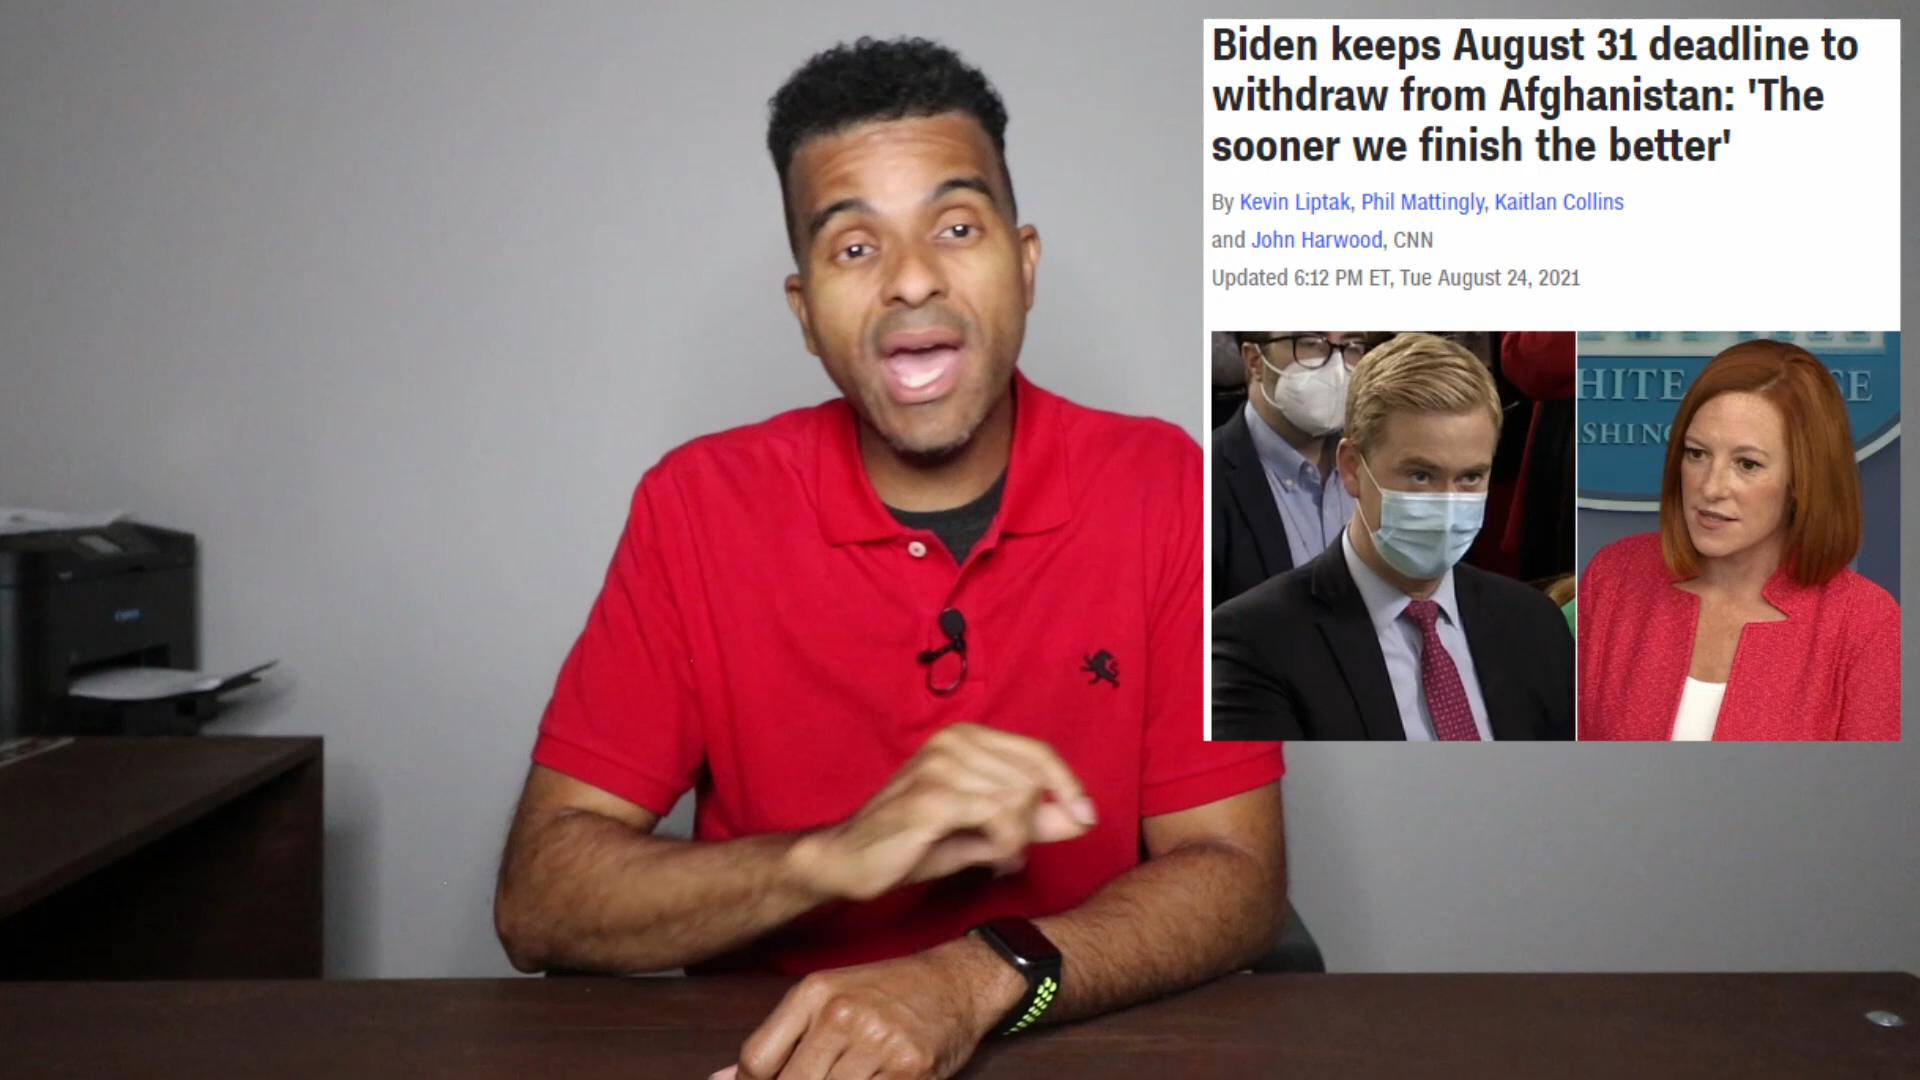 Biden keeps August 31 deadline to
withdraw from Afghanistan: 'The
sooner we finish the better'
By Kevin Liptak, Phil Mattingly, Kaitlan Collins
and John Harwood, CNN
Updated 6:12 PM ET, Tue August 24, 2021
HITE
E
SHING
Canon